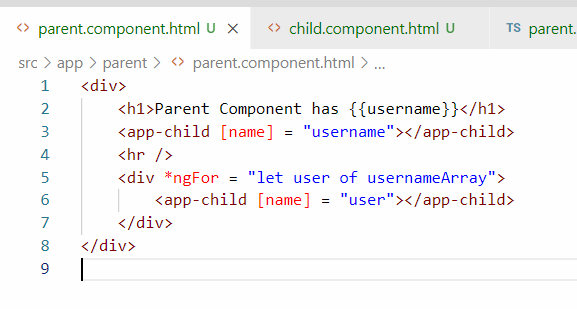 <> parent.component.html U × <> child.component.html U TS parent.
src > app > parent > <> parent.component.html > ...
1 <div>
2     <h1>Parent Component has {{username}}</h1>
3     <app-child [name] = "username"></app-child>
4     <hr />
5     <div *ngFor = "let user of usernameArray">
6         <app-child [name] = "user"></app-child>
7     </div>
8 </div>
9